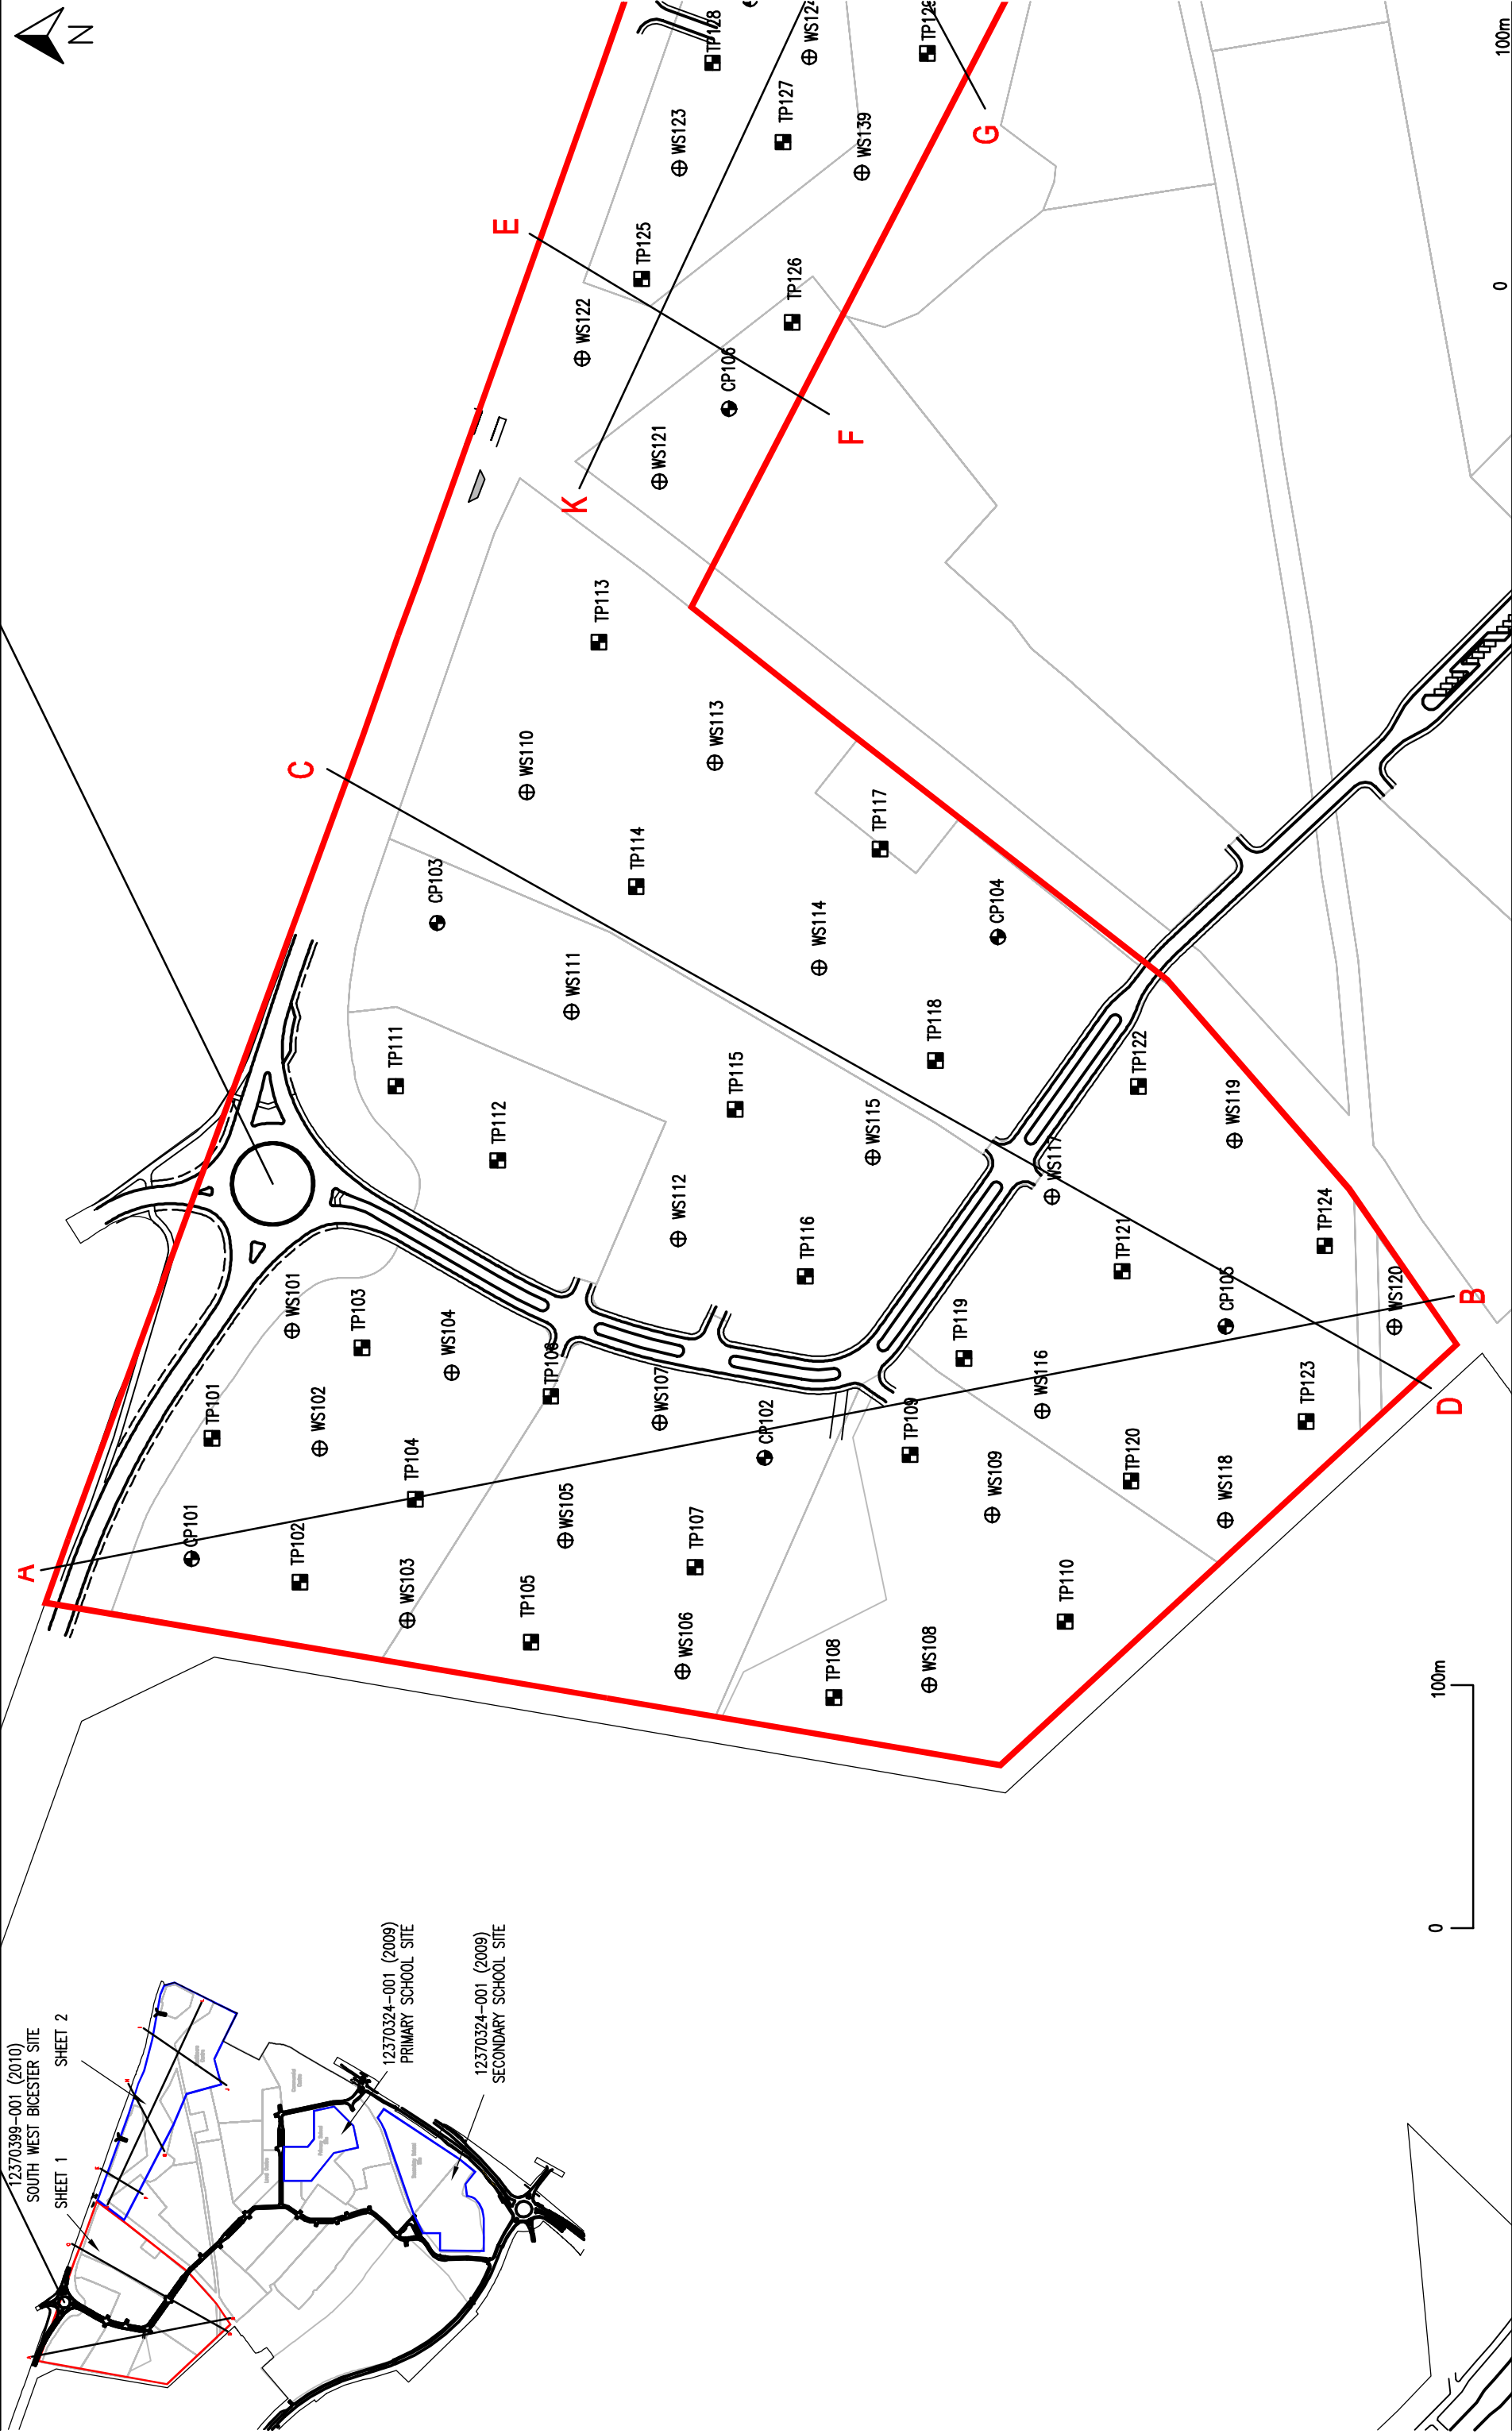 N
12370399-001 (2010)
SOUTH WEST BICESTER SITE
SHEET 1
SHEET 2
12370324-001 (2009)
PRIMARY SCHOOL SITE
12370324-001 (2009)
SECONDARY SCHOOL SITE
A
CP101
TP101
TP102
WS101
WS102
TP103
WS103
TP104
WS104
TP105
WS105
TP106
WS106
TP107
WS107
CP102
TP108
WS108
TP109
WS109
TP110
C
CP103
TP111
TP112
WS110
WS111
TP113
TP114
WS112
WS113
TP115
TP116
WS114
TP117
WS115
TP118
CP104
TP119
WS116
WS117
TP120
TP121
TP122
WS118
CP105
WS119
TP123
TP124
WS120
B
D
E
K
WS121
WS122
CP106
F
TP125
WS123
TP126
TP127
TP128
WS124
WS139
TP129
G
0
100m
0
100m